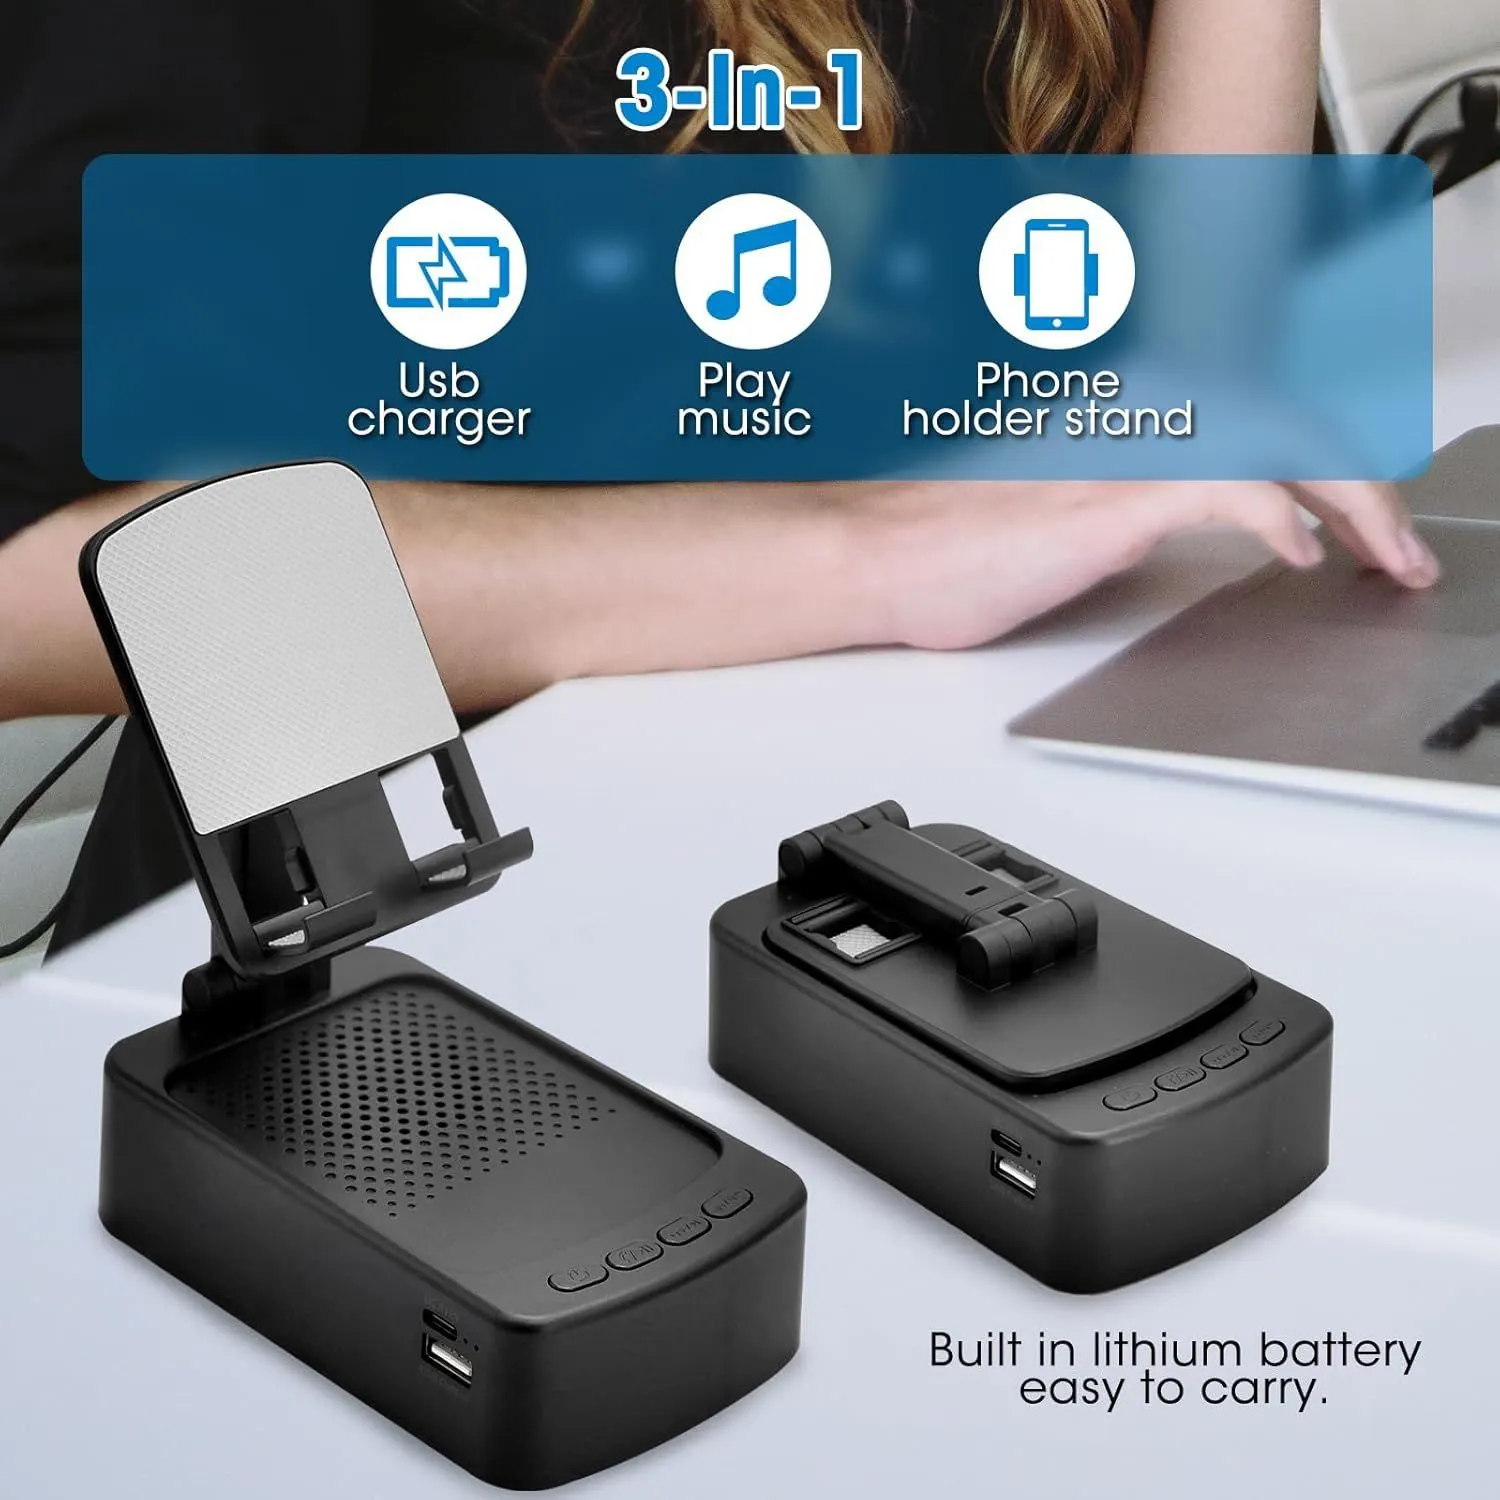 3-In-1
Usb
charger
Play
music
Phone
holder stand
Built in lithium battery
easy to carry.